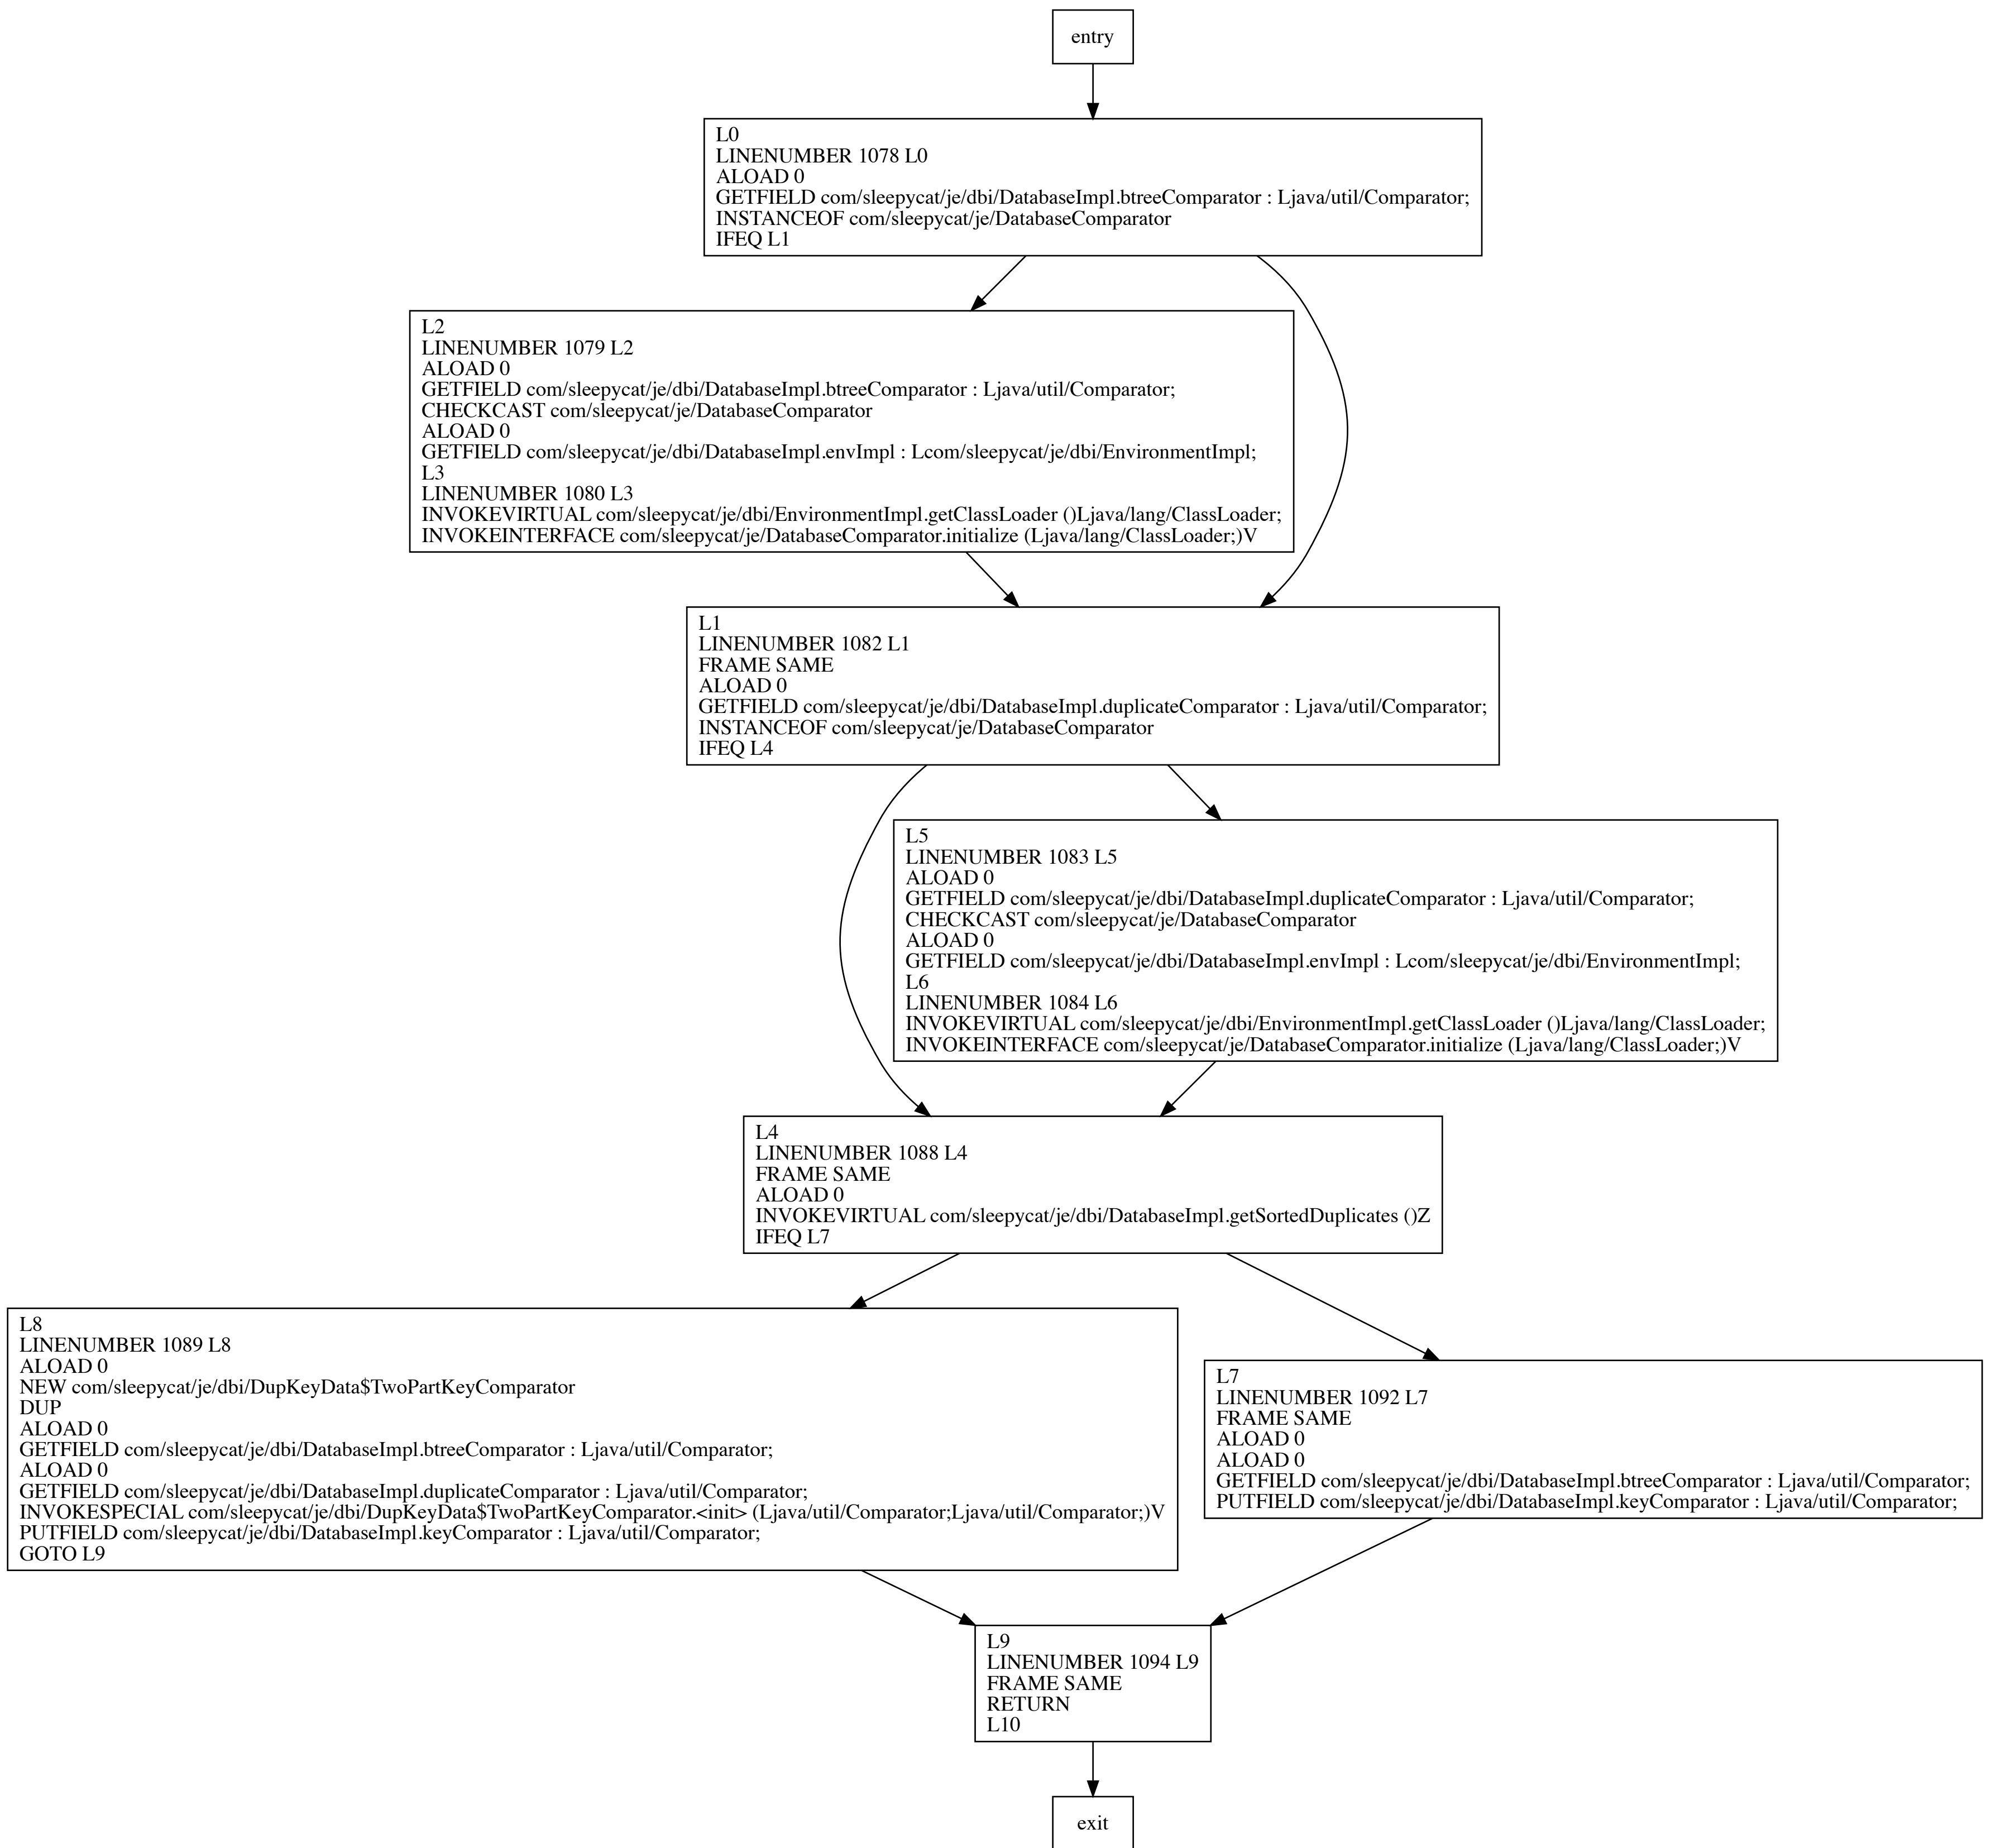 entry
L0
LINENUMBER 1078 L0
ALOAD 0
GETFIELD com/sleepycat/je/dbi/DatabaseImpl.btreeComparator : Ljava/util/Comparator;
INSTANCEOF com/sleepycat/je/DatabaseComparator
IFEQ L1
L2
LINENUMBER 1079 L2
ALOAD 0
GETFIELD com/sleepycat/je/dbi/DatabaseImpl.btreeComparator : Ljava/util/Comparator;
CHECKCAST com/sleepycat/je/DatabaseComparator
ALOAD 0
GETFIELD com/sleepycat/je/dbi/DatabaseImpl.envImpl : Lcom/sleepycat/je/dbi/EnvironmentImpl;
L3
LINENUMBER 1080 L3
INVOKEVIRTUAL com/sleepycat/je/dbi/EnvironmentImpl.getClassLoader ()Ljava/lang/ClassLoader;
INVOKEINTERFACE com/sleepycat/je/DatabaseComparator.initialize (Ljava/lang/ClassLoader;)V
L1
LINENUMBER 1082 L1
FRAME SAME
ALOAD 0
GETFIELD com/sleepycat/je/dbi/DatabaseImpl.duplicateComparator : Ljava/util/Comparator;
INSTANCEOF com/sleepycat/je/DatabaseComparator
IFEQ L4
L5
LINENUMBER 1083 L5
ALOAD 0
GETFIELD com/sleepycat/je/dbi/DatabaseImpl.duplicateComparator : Ljava/util/Comparator;
CHECKCAST com/sleepycat/je/DatabaseComparator
ALOAD 0
GETFIELD com/sleepycat/je/dbi/DatabaseImpl.envImpl : Lcom/sleepycat/je/dbi/EnvironmentImpl;
L6
LINENUMBER 1084 L6
INVOKEVIRTUAL com/sleepycat/je/dbi/EnvironmentImpl.getClassLoader ()Ljava/lang/ClassLoader;
INVOKEINTERFACE com/sleepycat/je/DatabaseComparator.initialize (Ljava/lang/ClassLoader;)V
L4
LINENUMBER 1088 L4
FRAME SAME
ALOAD 0
INVOKEVIRTUAL com/sleepycat/je/dbi/DatabaseImpl.getSortedDuplicates ()Z
IFEQ L7
L8
LINENUMBER 1089 L8
ALOAD 0
NEW com/sleepycat/je/dbi/DupKeyData$TwoPartKeyComparator
DUP
ALOAD 0
GETFIELD com/sleepycat/je/dbi/DatabaseImpl.btreeComparator : Ljava/util/Comparator;
ALOAD 0
GETFIELD com/sleepycat/je/dbi/DatabaseImpl.duplicateComparator : Ljava/util/Comparator;
INVOKESPECIAL com/sleepycat/je/dbi/DupKeyData$TwoPartKeyComparator.<init> (Ljava/util/Comparator;Ljava/util/Comparator;)V
PUTFIELD com/sleepycat/je/dbi/DatabaseImpl.keyComparator : Ljava/util/Comparator;
GOTO L9
L7
LINENUMBER 1092 L7
FRAME SAME
ALOAD 0
ALOAD 0
GETFIELD com/sleepycat/je/dbi/DatabaseImpl.btreeComparator : Ljava/util/Comparator;
PUTFIELD com/sleepycat/je/dbi/DatabaseImpl.keyComparator : Ljava/util/Comparator;
L9
LINENUMBER 1094 L9
FRAME SAME
RETURN
L10
exit